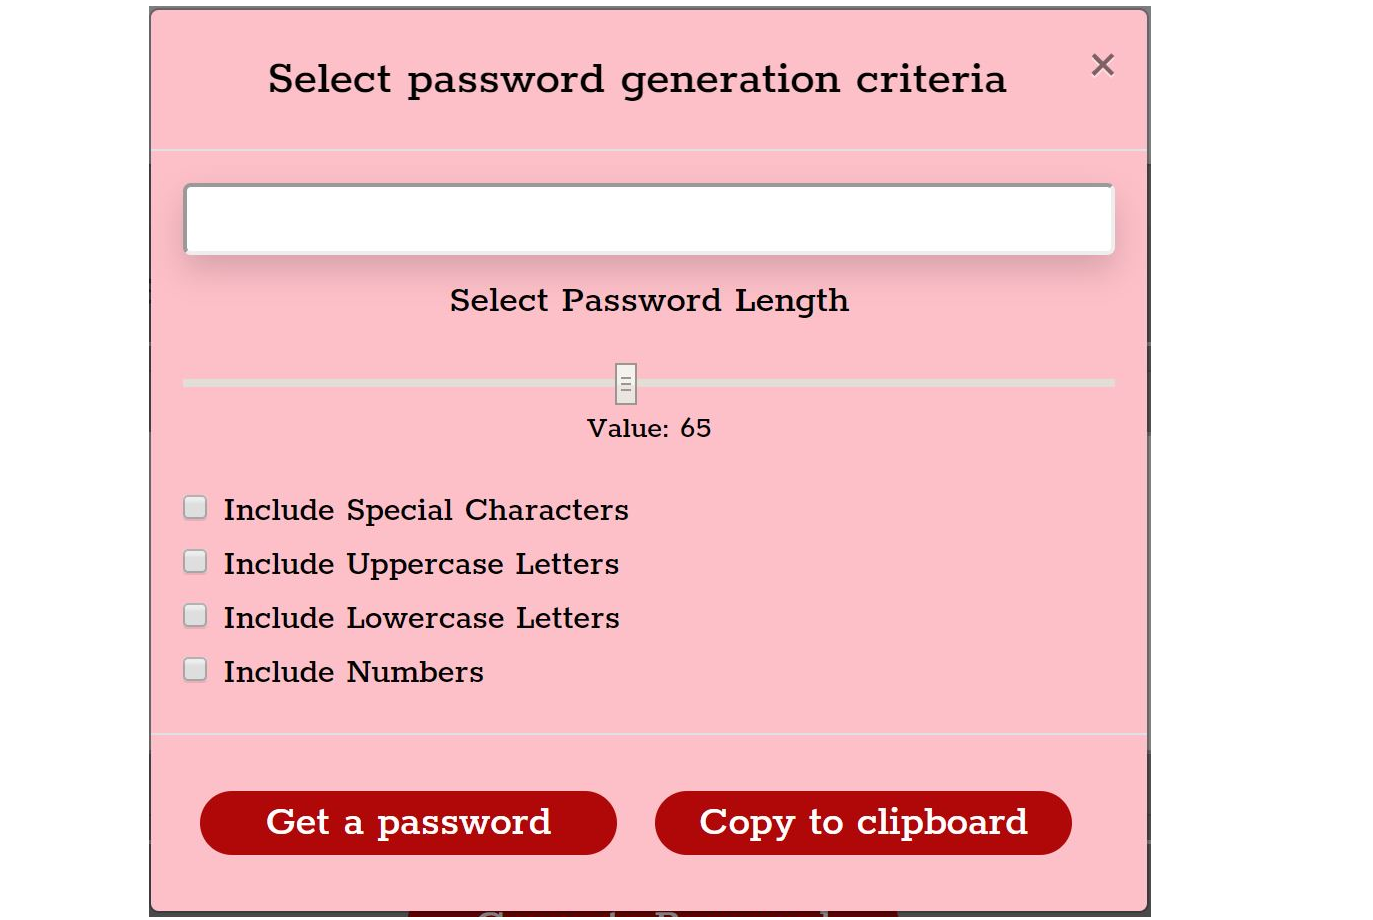 Select password generation criteria
×
Select Password Length
Value: 65
Include Special Characters
Include Uppercase Letters
Include Lowercase Letters
Include Numbers
Get a password
Copy to clipboard